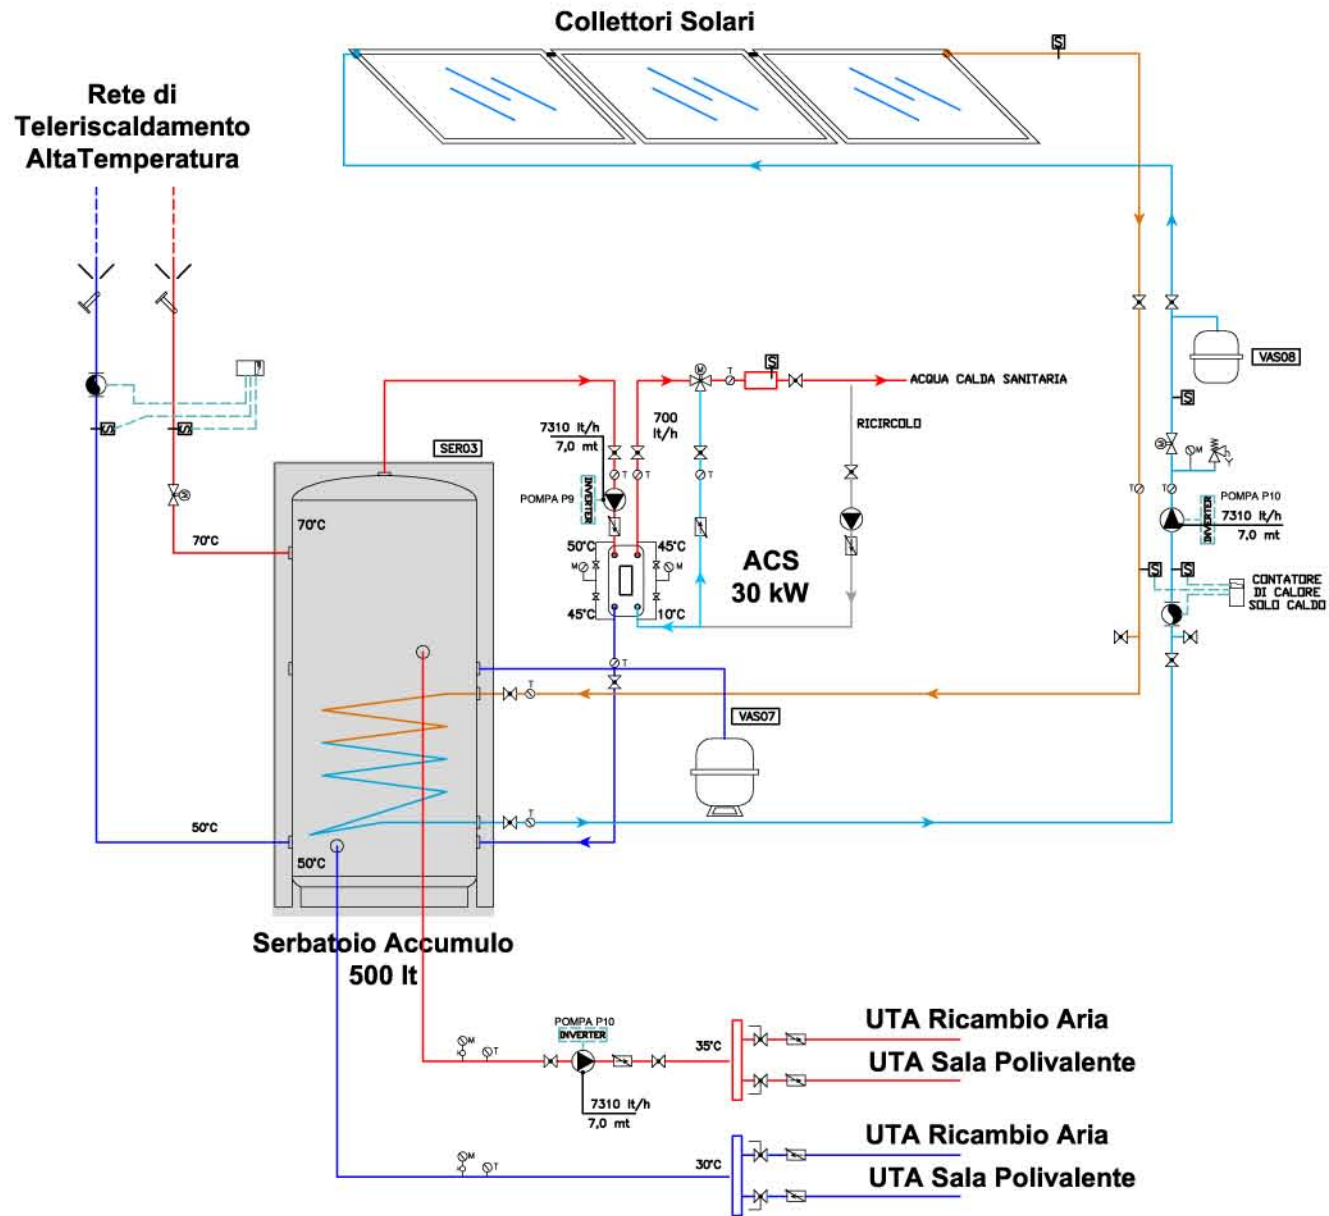 Collettori Solari
Rete di
Teleriscaldamento
AltaTemperatura
S
VAS08
ACQUA CALDA SANITARIA
M
T
S
S
S
S
700
lt/h
RICIRCOLO
7310 lt/h
7,0 mt
SER03
M
M
M
T
T
T
POMPA P9
INVERTER
T
T
POMPA P10
7310 lt/h
7,0 mt
INVERTER
70°C
70°C
50°C
45°C
M
M
ACS
30 kW
45°C
10°C
S
S
CONTATORE
DI CALORE
SOLO CALDO
T
T
VAS07
T
50°C
50°C
Serbatoio Accumulo
500 lt
POMPA P10
INVERTER
M
T
35°C
7310 lt/h
7,0 mt
UTA Ricambio Aria
UTA Sala Polivalente
M
T
30°C
UTA Ricambio Aria
UTA Sala Polivalente